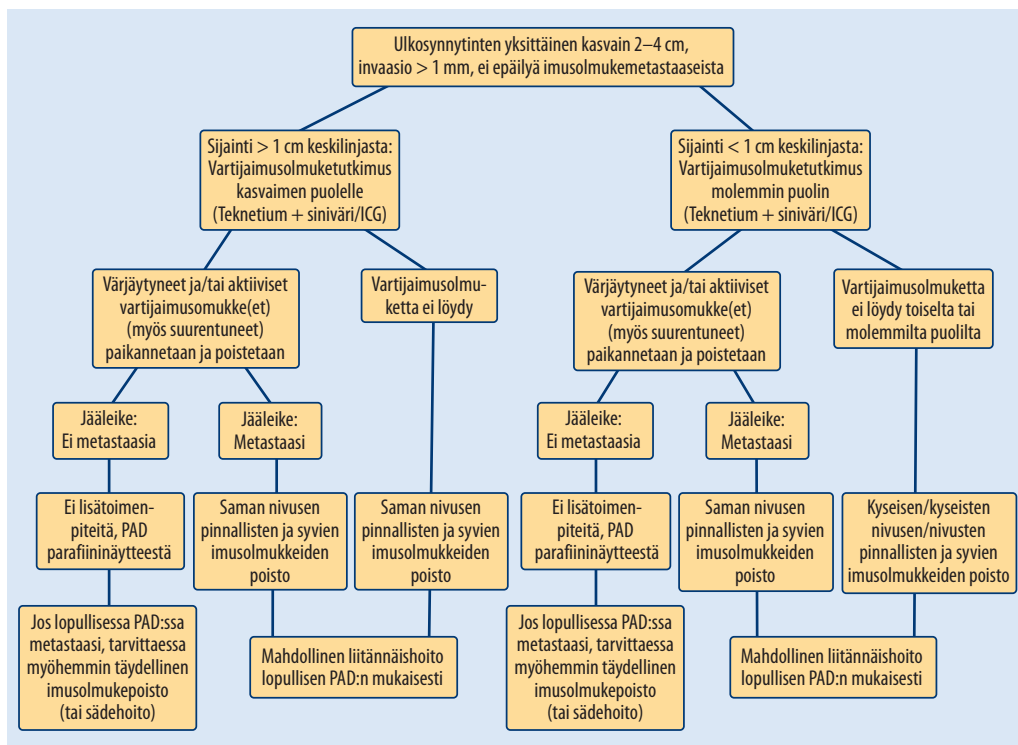 Ulkosynnytinten yksittäinen kasvain 2–4 cm,
invaasio > 1 mm, ei epäilyä imusolmukemetastaaseista
Sijainti > 1 cm keskilinjasta:
Vartijaimusolmuketutkimus
kasvaimen puolelle
(Teknetium + siniväri/ICG)
Sijainti < 1 cm keskilinjasta:
Vartijaimusolmuketutkimus
molemmin puolin
(Teknetium + siniväri/ICG)
Värjäytyneet ja/tai aktiiviset
vartijaimusomukke(et)
(myös suurentuneet)
paikannetaan ja poistetaan
Vartijaimusolmu-
ketta ei löydy
Värjäytyneet ja/tai aktiiviset
vartijaimusomukke(et)
(myös suurentuneet)
paikannetaan ja poistetaan
Vartijaimusolmuketta
ei löydy toiselta tai
molemmilta puolilta
Jääleike:
Ei metastaasia
Jääleike:
Metastaasi
Jääleike:
Ei metastaasia
Jääleike:
Metastaasi
Ei lisätoimen-
piteitä, PAD
parafiininäytteestä
Saman nivusen
pinnallisten ja syvien
imusolmukkeiden
poisto
Saman nivusen
pinnallisten ja syvien
imusolmukkeiden
poisto
Ei lisätoimen-
piteitä, PAD
parafiininäytteestä
Saman nivusen
pinnallisten ja syvien
imusolmukkeiden
poisto
Kyseisen/kyseisten
nivusen/nivusten
pinnallisten ja syvien
imusolmukkeiden poisto
Jos lopullisessa PAD:ssa
metastaasi, tarvittaessa
myöhemmin täydellinen
imusolmukepoisto
(tai sädehoito)
Mahdollinen liitännäishoito
lopullisen PAD:n mukaisesti
Jos lopullisessa PAD:ssa
metastaasi, tarvittaessa
myöhemmin täydellinen
imusolmukepoisto
(tai sädehoito)
Mahdollinen liitännäishoito
lopullisen PAD:n mukaisesti